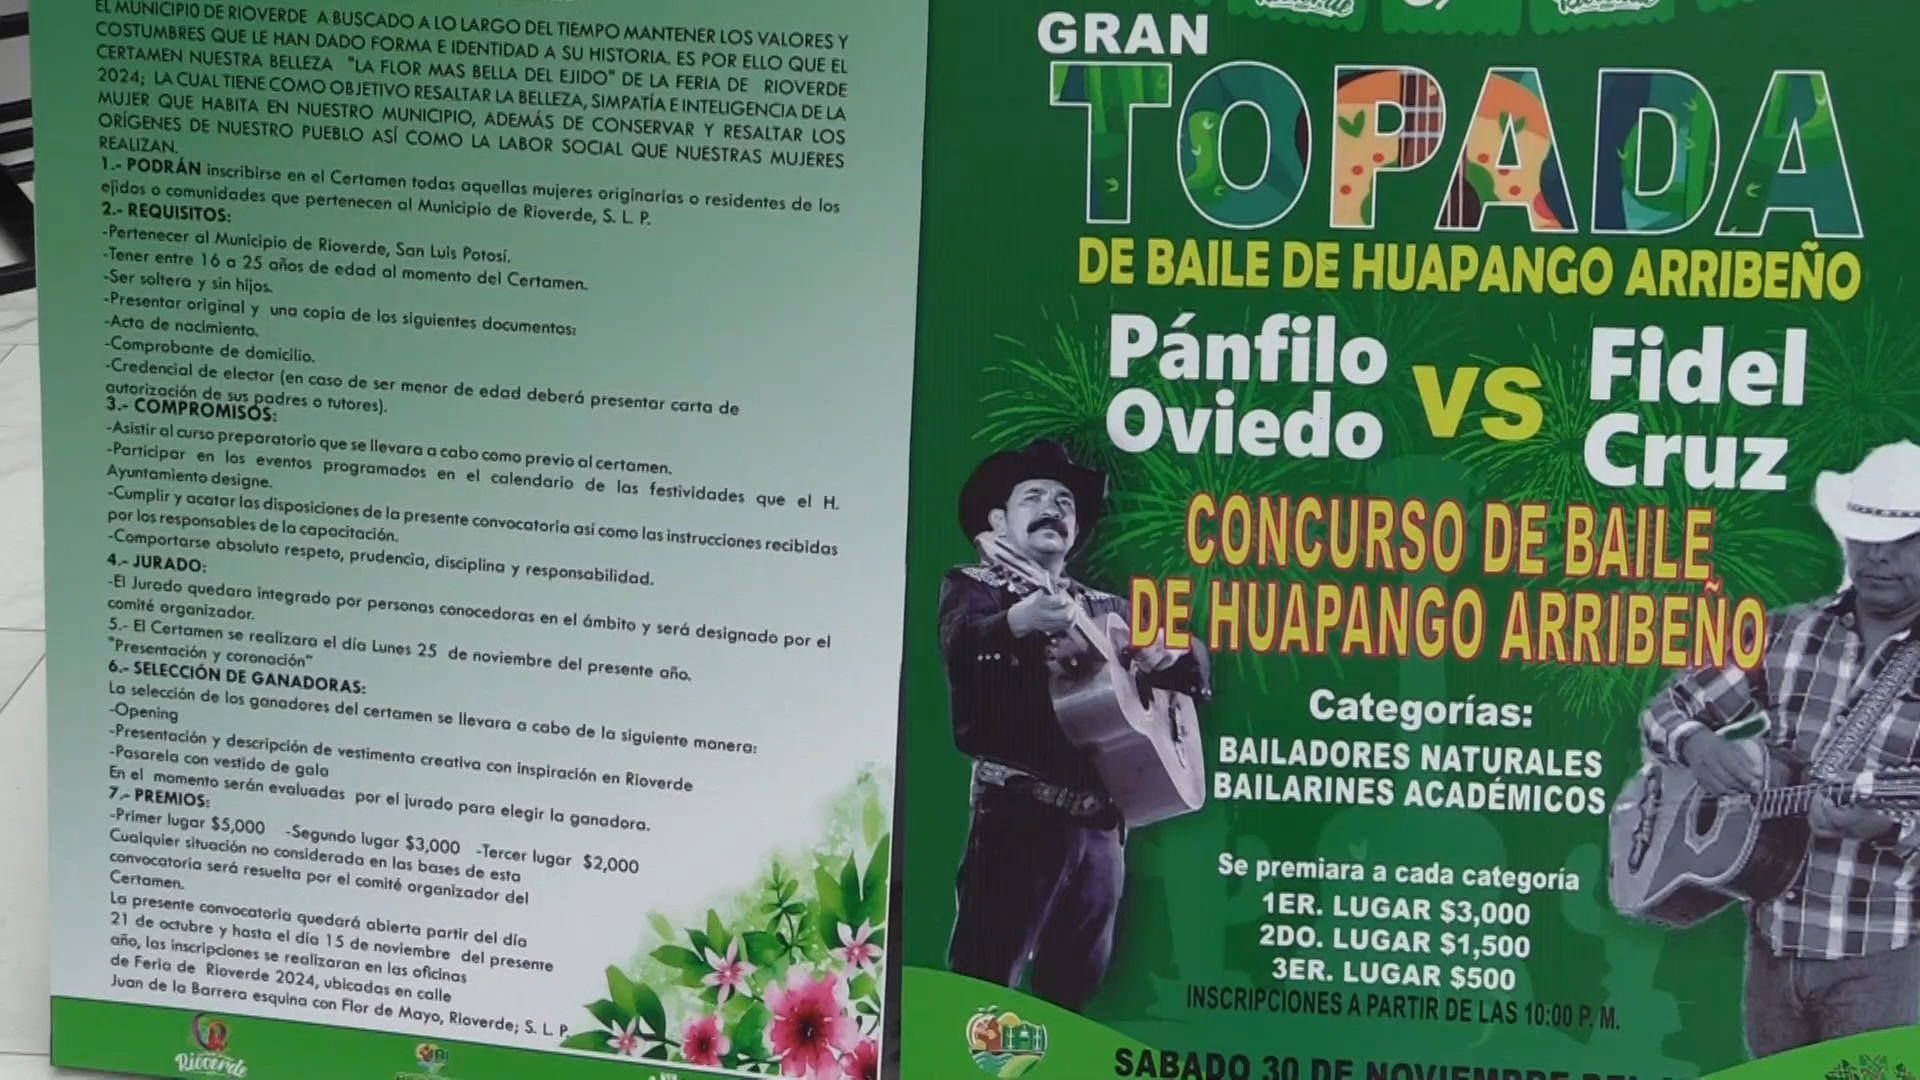 EL MUNICIPIO DE RIOVERDE A BUSCADO A LO LARGO DEL TIEMPO MANTENER LOS VALORES Y
COSTUMBRES QUE LE HAN DADO FORMA E IDENTIDAD A SU HISTORIA. ES POR ELLO QUE EL
CERTAMEN NUESTRA BELLEZA "LA FLOR MAS BELLA DEL EJIDO" DE LA FERIA DE RIOVERDE
2024; LA CUAL TIENE COMO OBJETIVO RESALTAR LA BELLEZA, SIMPATÍA E INTELIGENCIA DE LA
MUJER QUE HABITA EN NUESTRO MUNICIPIO, ADEMÁS DE CONSERVAR Y RESALTAR LOS
ORÍGENES DE NUESTRO PUEBLO ASÍ COMO LA LABOR SOCIAL QUE NUESTRAS MUJERES
REALIZAN.
1.- PODRÁN inscribirse en el Certamen todas aquellas mujeres originarias o residentes de los
ejidos o comunidades que pertenecen al Municipio de Rioverde, S. L. P.
2.- REQUISITOS:
-Pertenecer al Municipio de Rioverde, San Luis Potosí.
-Tener entre 16 a 25 años de edad al momento del Certamen.
-Ser soltera y sin hijos.
-Presentar original y una copia de los siguientes documentos:
-Acta de nacimiento.
-Comprobante de domicilio.
-Credencial de elector (en caso de ser menor de edad deberá presentar carta de
autorización de sus padres o tutores).
3.- COMPROMISOS:
-Asistir al curso preparatorio que se llevara a cabo como previo al certamen.
-Participar en los eventos programados en el calendario de las festividades que el H.
Ayuntamiento designe.
-Cumplir y acatar las disposiciones de la presente convocatoria así como las instrucciones recibidas
por los responsables de la capacitación.
-Comportarse absoluto respeto, prudencia, disciplina y responsabilidad.
4.- JURADO:
-El Jurado quedara integrado por personas conocedoras en el ámbito y será designado por el
comité organizador.
5.- El Certamen se realizara el día Lunes 25 de noviembre del presente año.
"Presentación y coronación"
6.- SELECCIÓN DE GANADORAS:
La selección de los ganadores del certamen se llevara a cabo de la siguiente manera:
-Opening
-Presentación y descripción de vestimenta creativa con inspiración en Rioverde
-Pasarela con vestido de gala
En el momento serán evaluadas por el jurado para elegir la ganadora.
7.- PREMIOS:
-Primer lugar $5,000 -Segundo lugar $3,000 -Tercer lugar $2,000
Cualquier situación no considerada en las bases de esta
convocatoria será resuelta por el comité organizador del
Certamen.
La presente convocatoria quedará abierta partir del día
21 de octubre y hasta el día 15 de noviembre del presente
año, las inscripciones se realizaran en las oficinas
de Feria de Rioverde 2024, ubicadas en calle
Juan de la Barrera esquina con Flor de Mayo, Rioverde; S. L. P.
Rioverde
GRAN
TOPADA
DE BAILE DE HUAPANGO ARRIBEÑO
Pánfilo
Oviedo
VS
Fidel
Cruz
CONCURSO DE BAILE
DE HUAPANGO ARRIBEÑO
Categorías:
BAILADORES NATURALES
BAILARINES ACADÉMICOS
Se premiara a cada categoría
1ER. LUGAR $3,000
2DO. LUGAR $1,500
3ER. LUGAR $500
INSCRIPCIONES A PARTIR DE LAS 10:00 P. M.
SABADO 30 DE NOVIEMBRE DEL